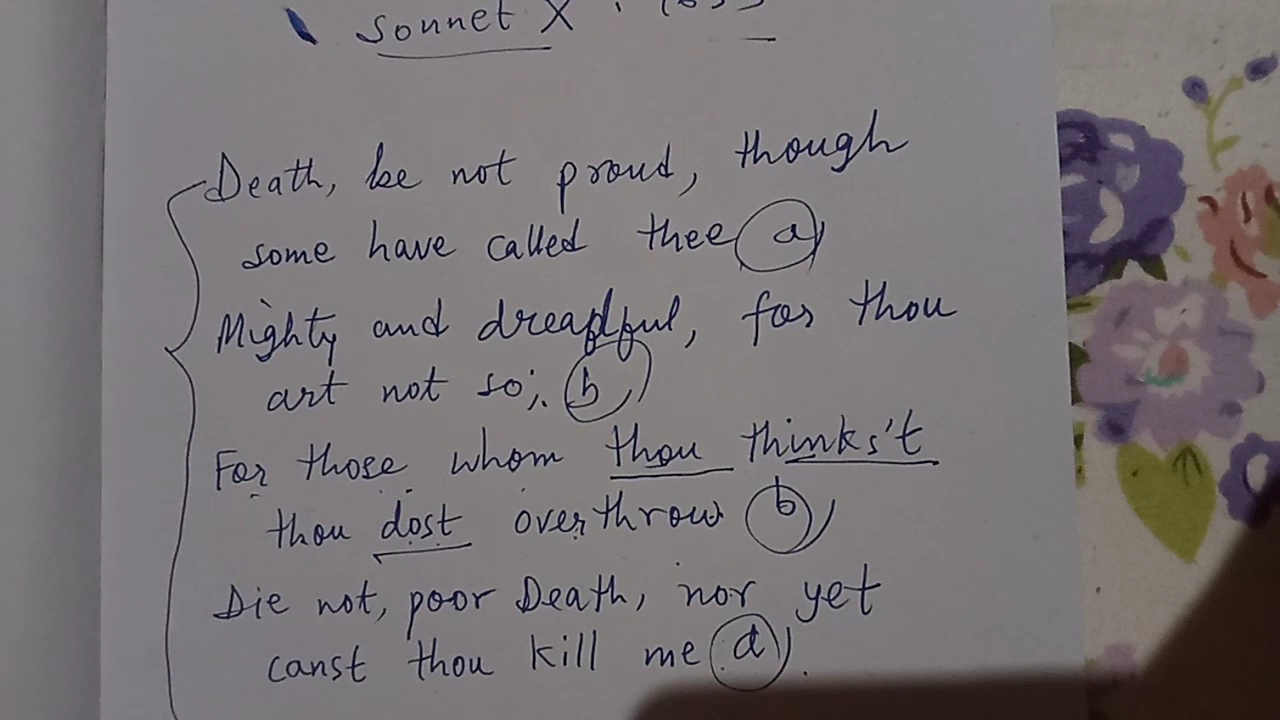 Sonnet X
Death, be not proud, though
some have called thee (a)
Mighty and dreadful, for thou
art not so; (b)
For those whom thou thinks't
thou dost overthrow (b)
Die not, poor Death, nor yet
canst thou kill me (a).